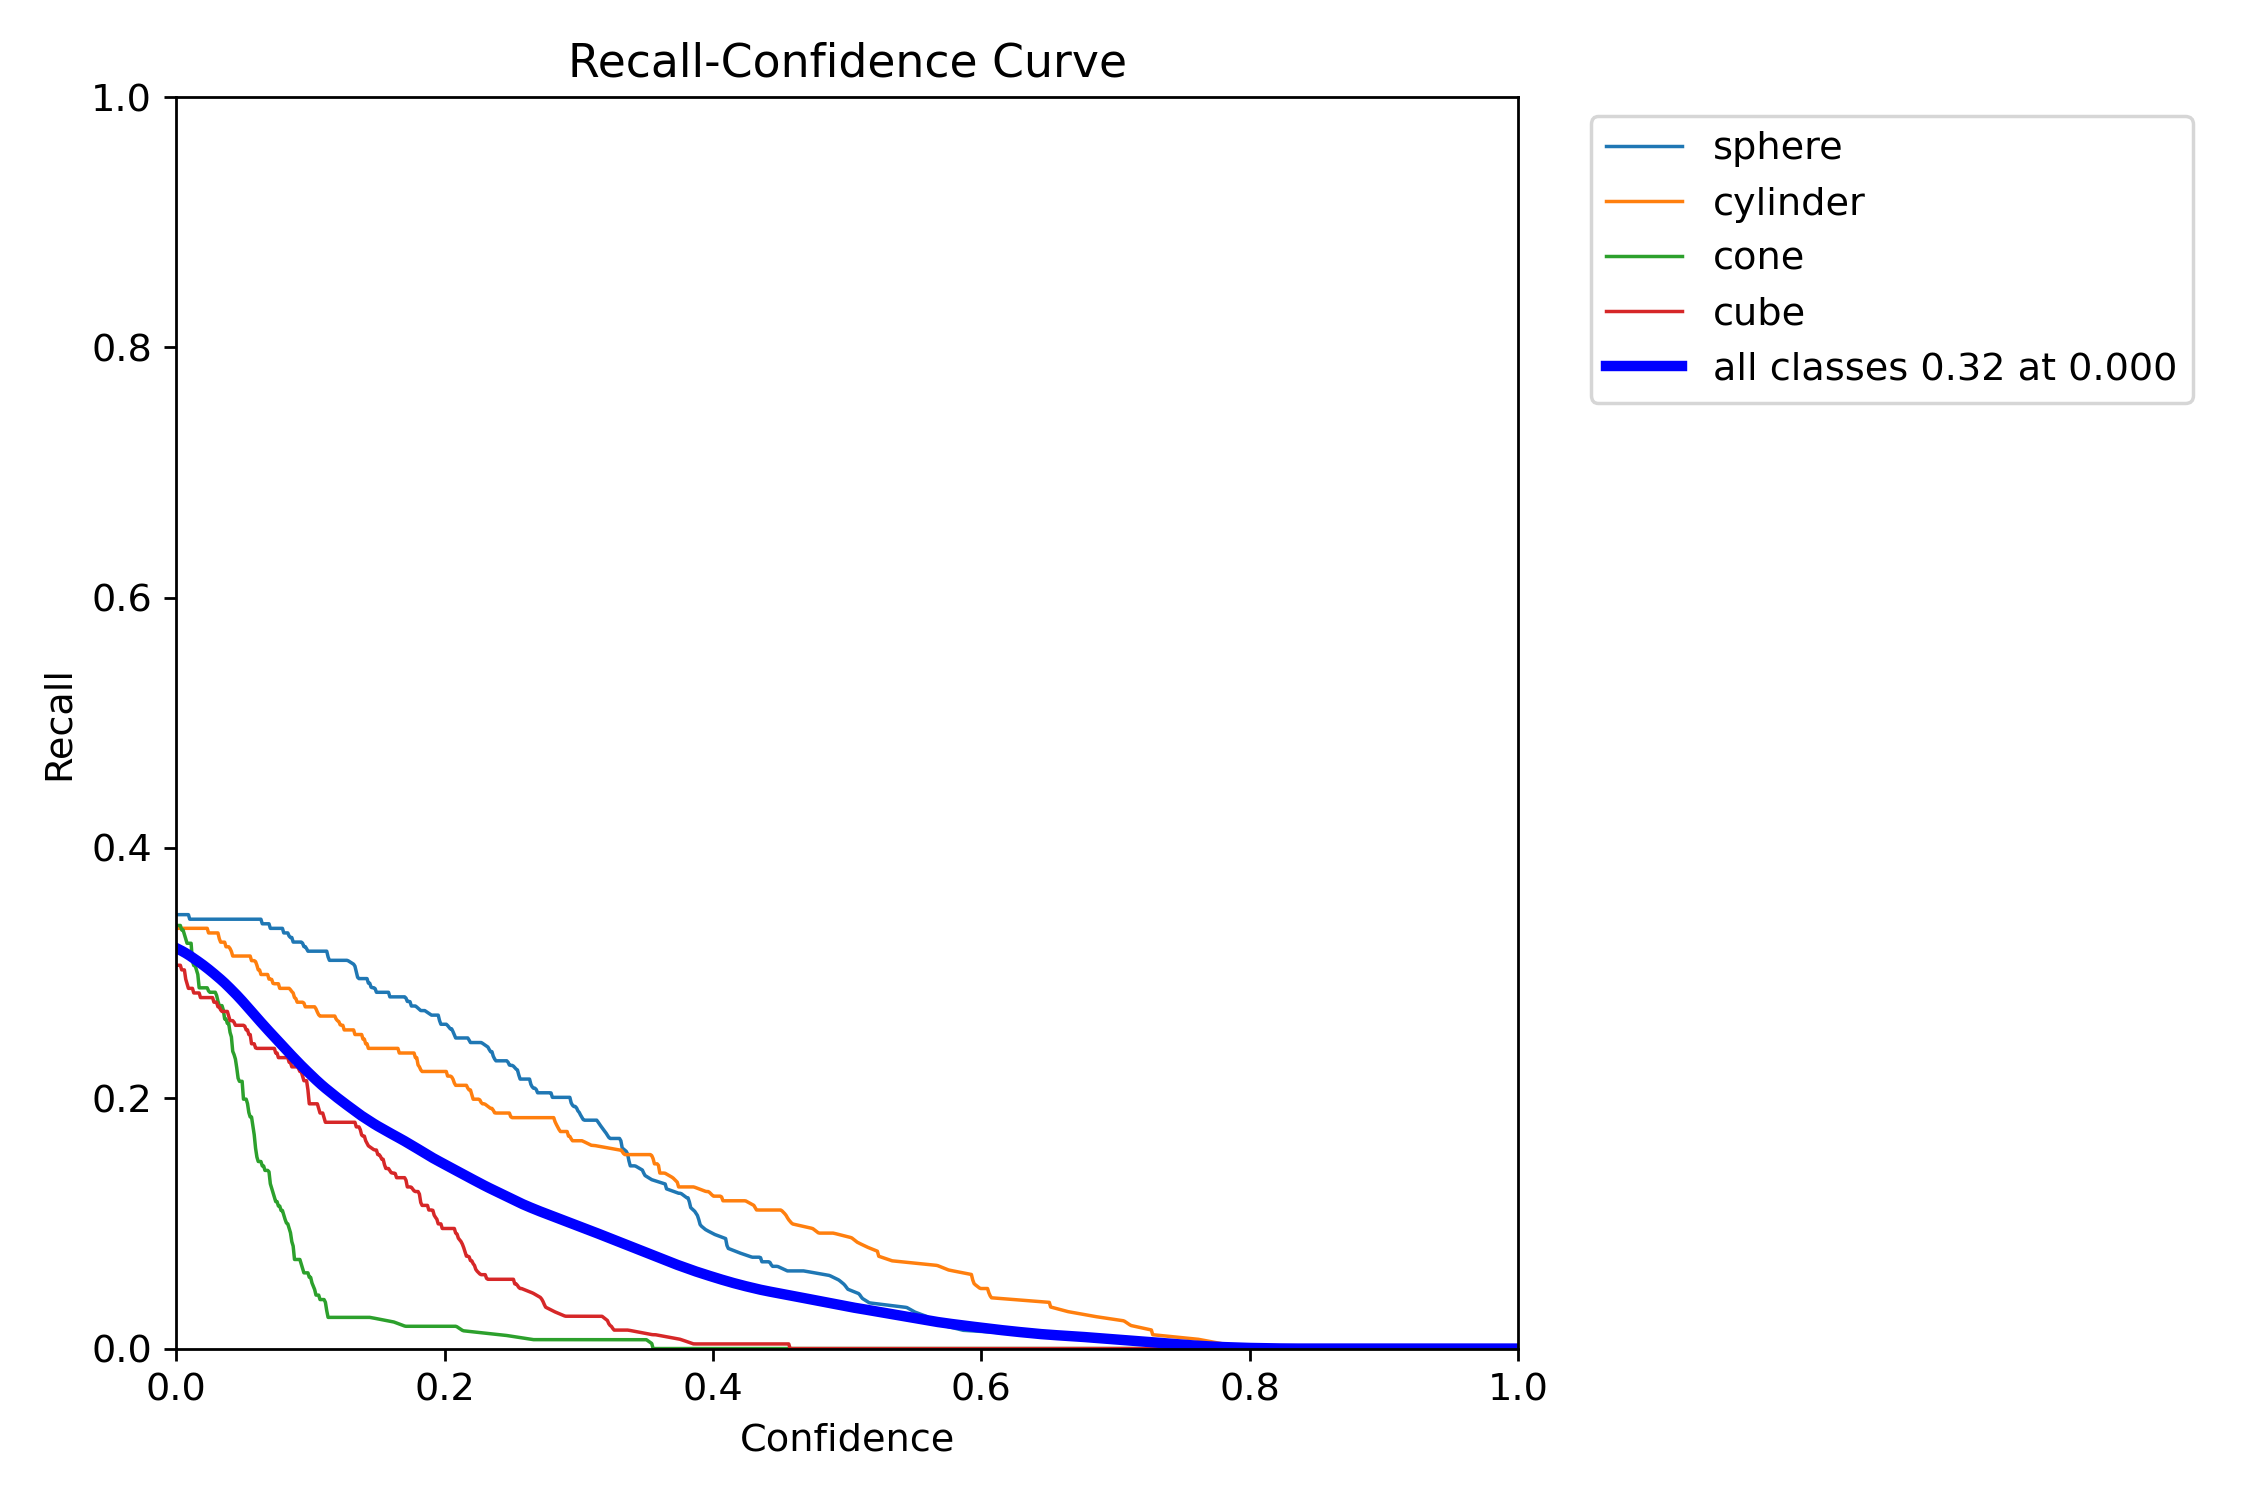 Recall-Confidence Curve
1.0
0.8
0.6
0.4
0.2
0.0
Recall
0.0 0.2 0.4 0.6 0.8 1.0
Confidence
sphere
cylinder
cone
cube
all classes 0.32 at 0.000